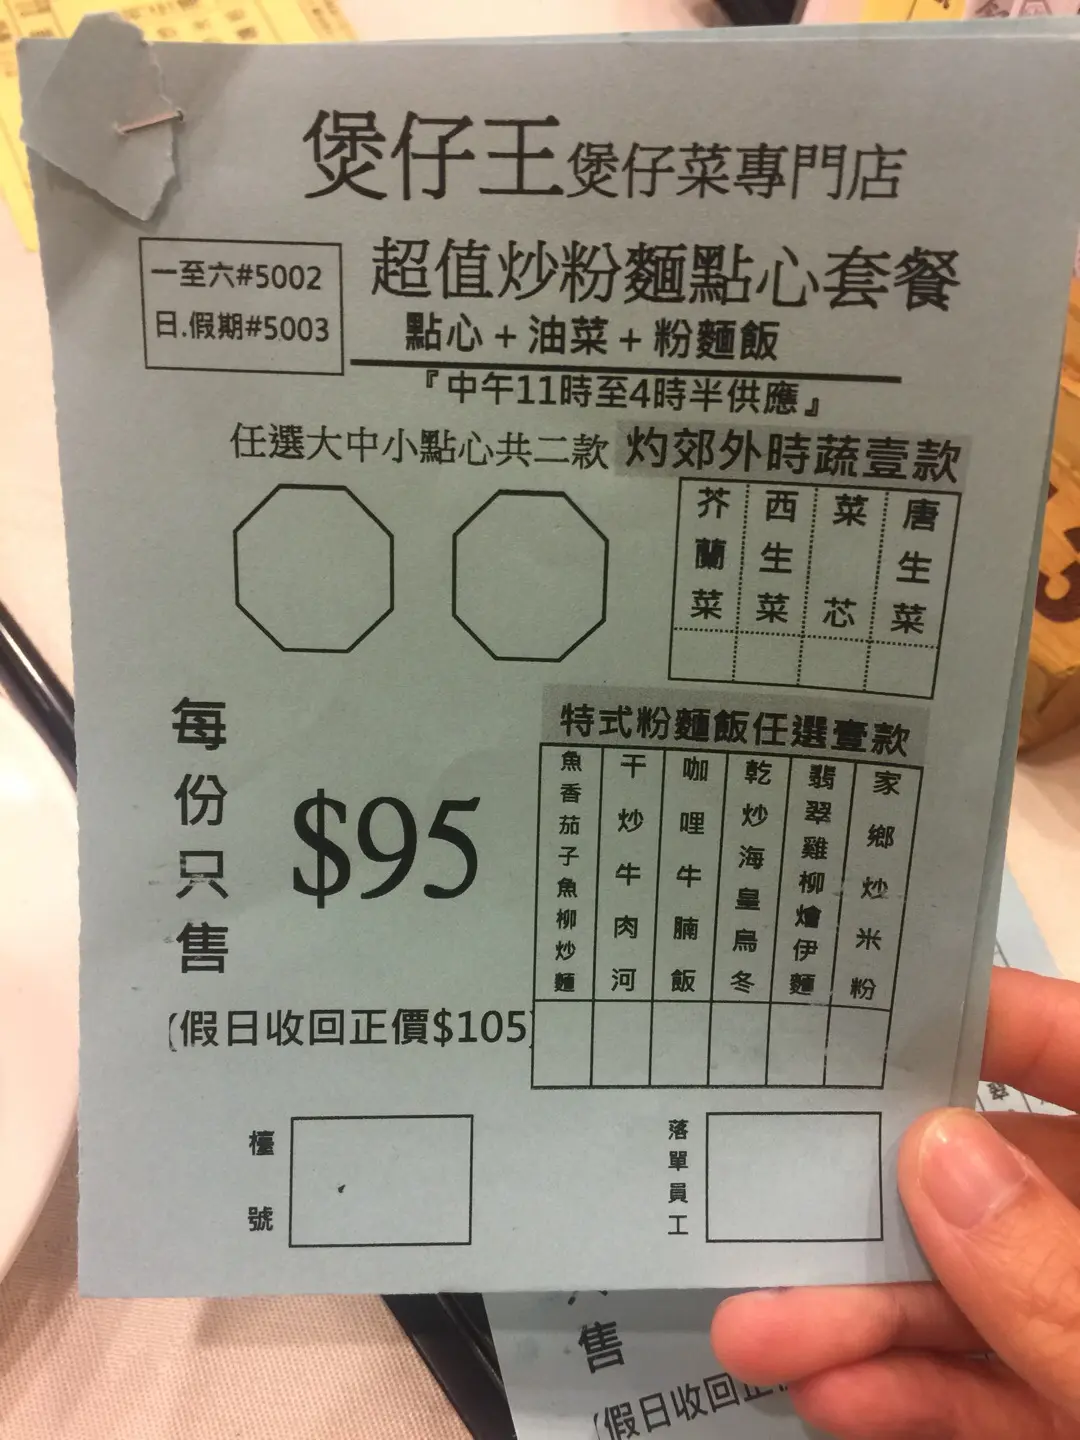 煲仔王煲仔菜專門店
一至六#5002
日.假期#5003
超值炒粉麵點心套餐
點心+油菜+粉麵飯
『中午11時至4時半供應』
任選大中小點心共二款
灼郊外時蔬壹款
芥蘭菜
西生菜
菜芯
唐生菜
每份只售
$95
(假日收回正價$105)
特式粉麵飯任選壹款
魚香茄子魚柳炒麵
干炒牛肉河
咖哩牛腩飯
乾炒海皇烏冬
翡翠雞柳燴伊麵
家鄉炒米粉
檯號
落單員工
售
(假日收回正